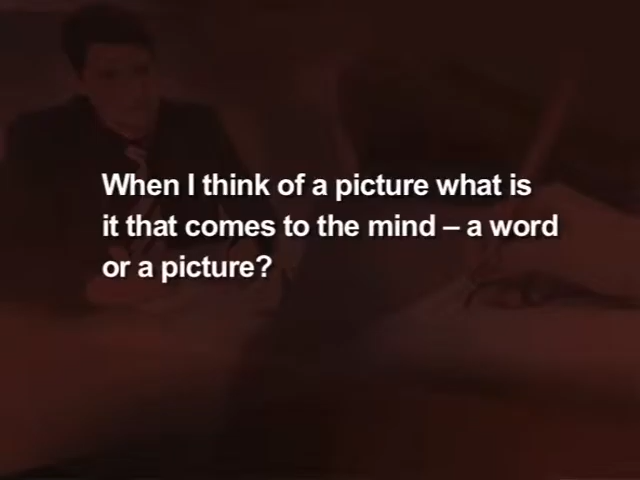 When I think of a picture what is
it that comes to the mind – a word
or a picture?